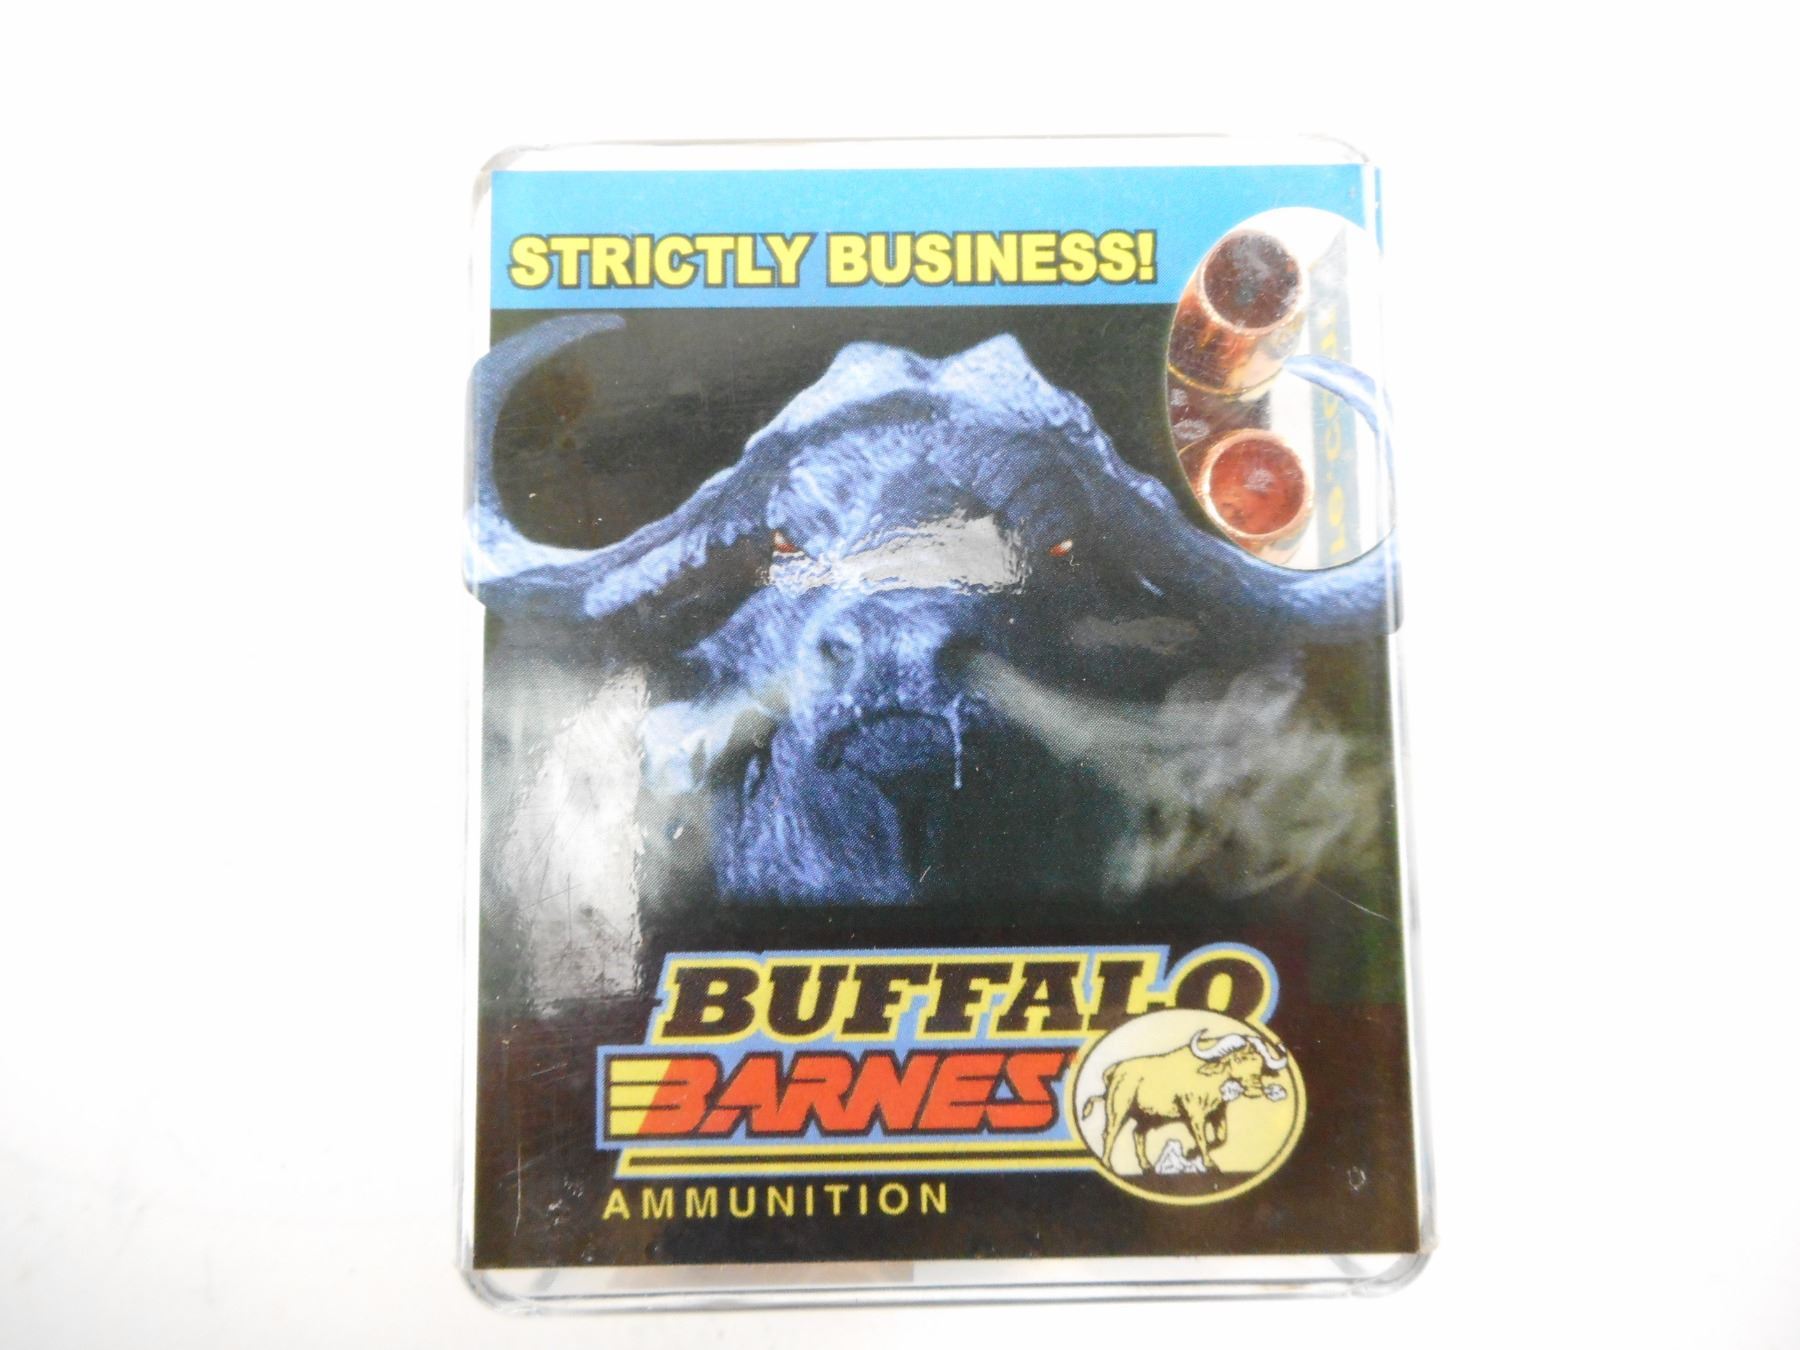 STRICTLY BUSINESS!
BUFFALO
BARNES
AMMUNITION